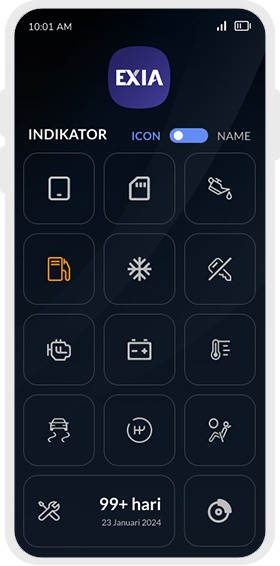 10:01 AM
EXIA
INDIKATOR
ICON
NAME
99+ hari
23 Januari 2024